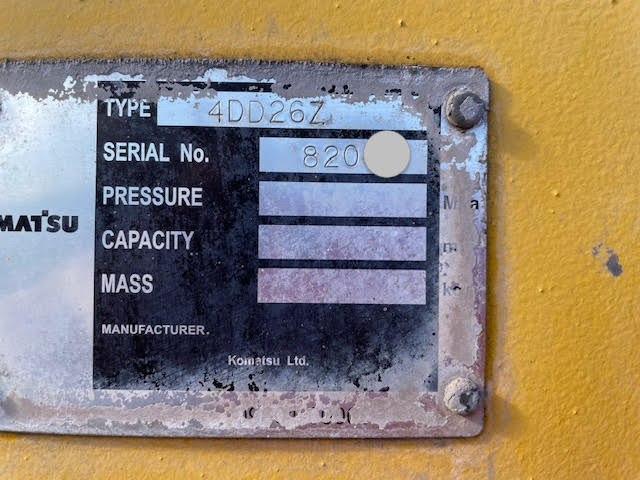 TYPE 4DD26Z
SERIAL No. 820
PRESSURE
MATSU
CAPACITY
MASS
MANUFACTURER.
Komatsu Ltd.